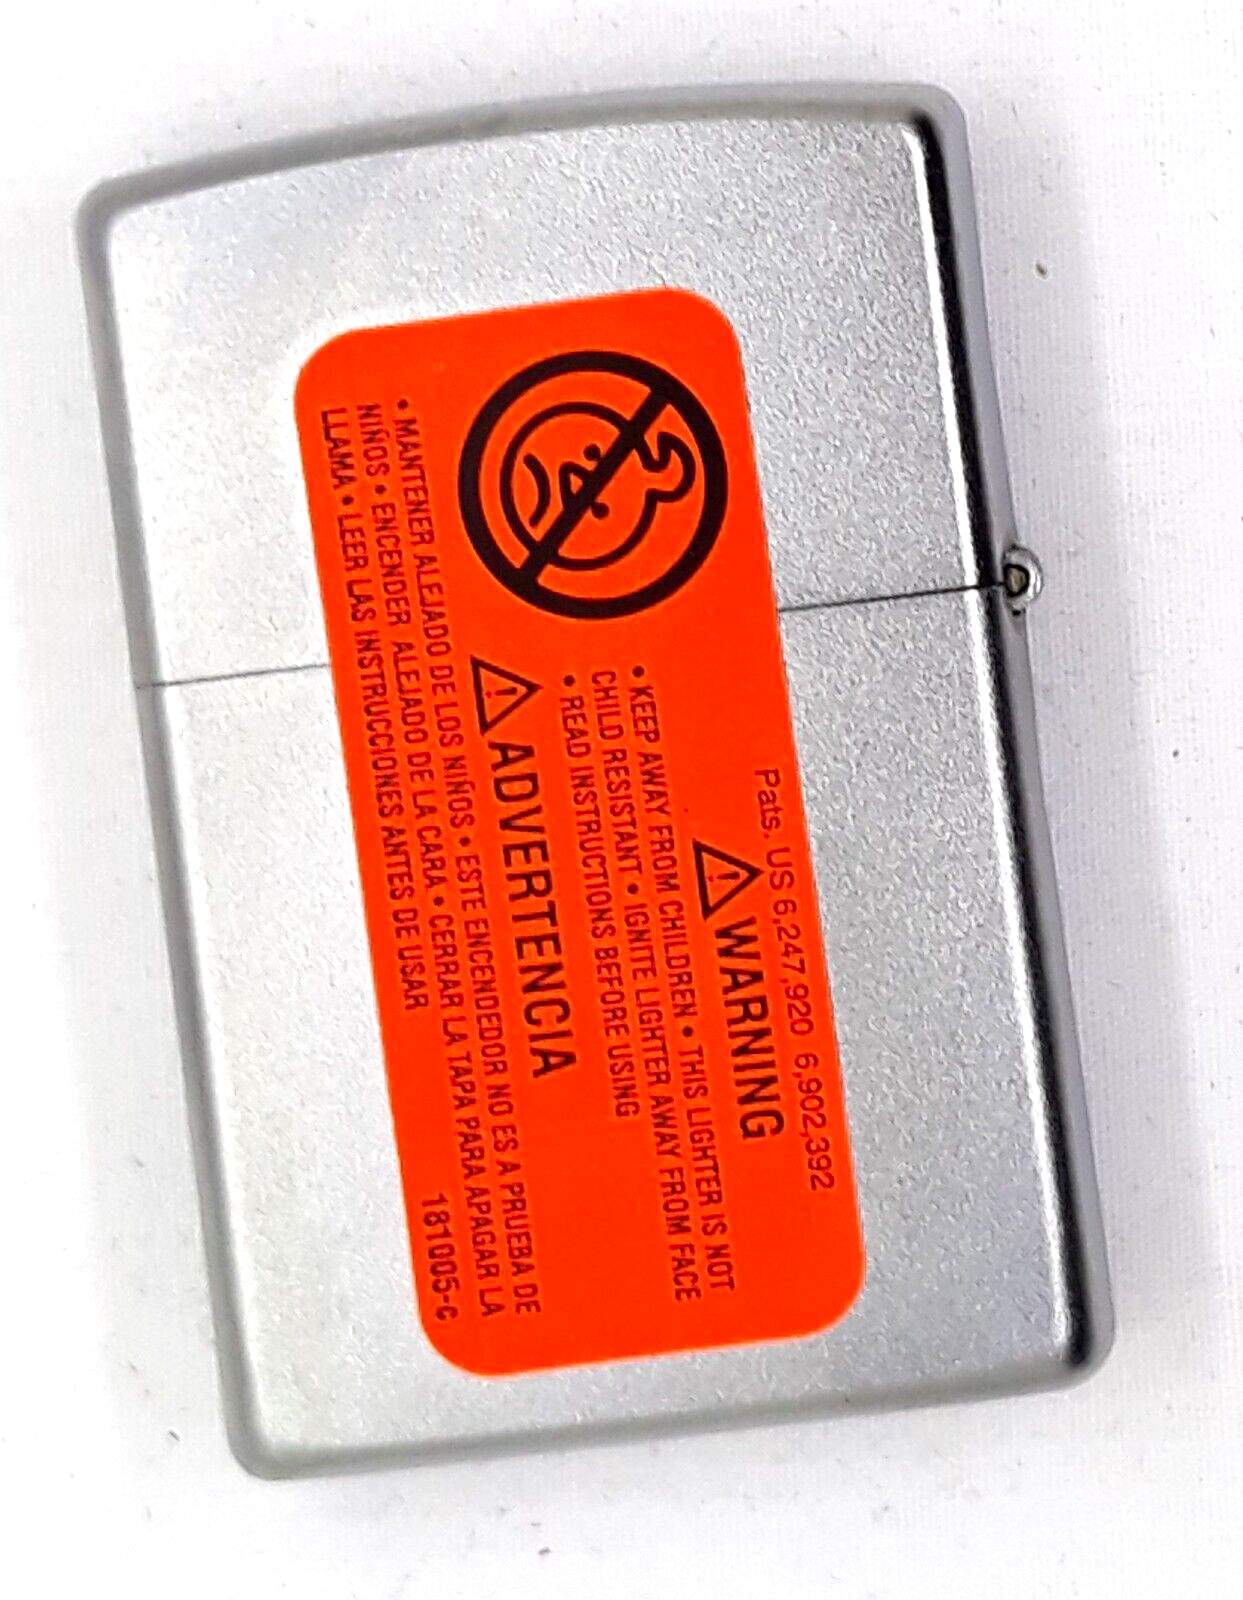 Pats. US 6,247,920 6,902,392
WARNING
• KEEP AWAY FROM CHILDREN • THIS LIGHTER IS NOT
CHILD RESISTANT • IGNITE LIGHTER AWAY FROM FACE
• READ INSTRUCTIONS BEFORE USING
ADVERTENCIA
• MANTENER ALEJADO DE LOS NIÑOS • ESTE ENCENDEDOR NO ES A PRUEBA DE
NIÑOS • ENCENDER ALEJADO DE LA CARA • CERRAR LA TAPA PARA APAGAR LA
LLAMA • LEER LAS INSTRUCCIONES ANTES DE USAR
181005-c